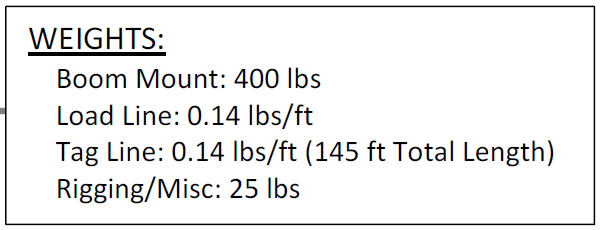 WEIGHTS:
Boom Mount: 400 lbs
Load Line: 0.14 lbs/ft
Tag Line: 0.14 lbs/ft (145 ft Total Length)
Rigging/Misc: 25 lbs